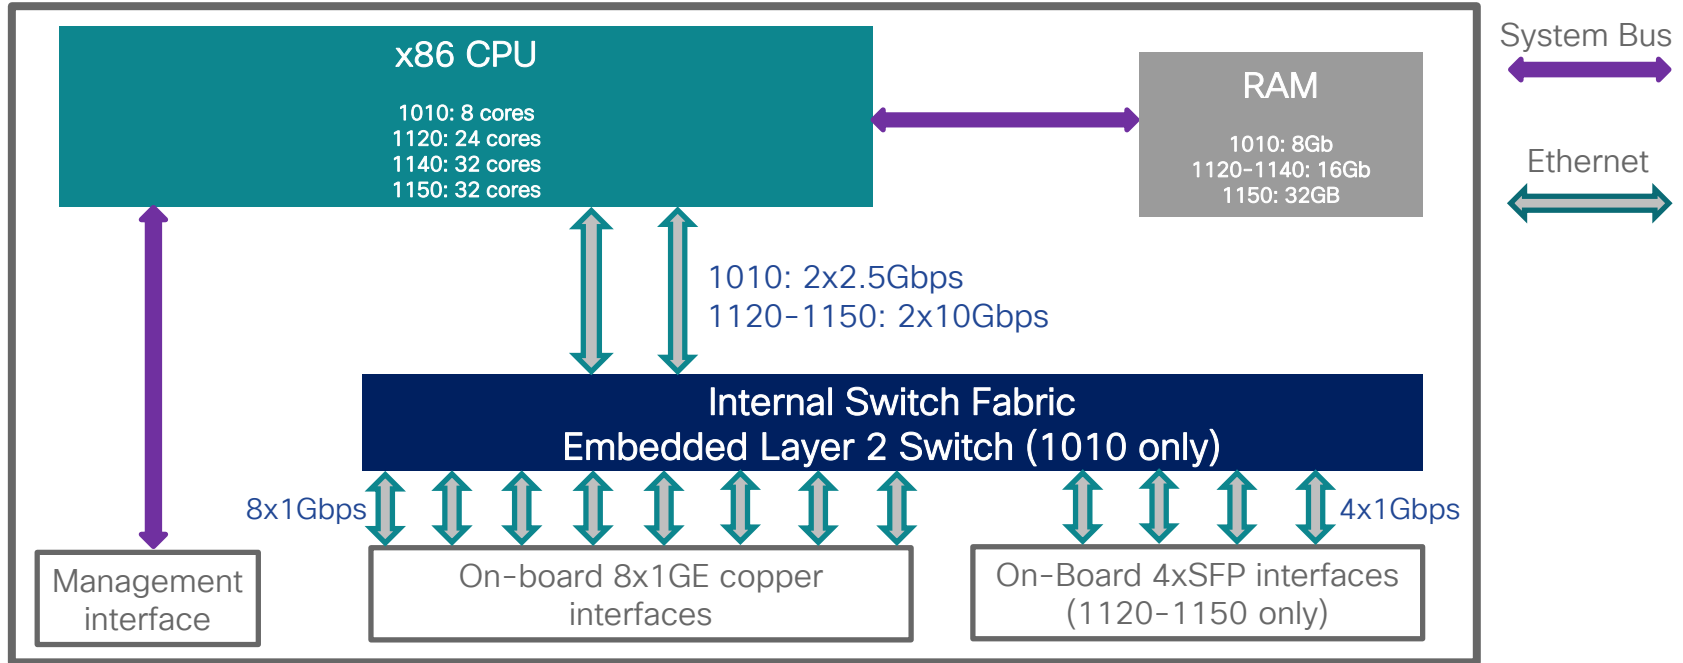 x86 CPU
1010: 8 cores
1120: 24 cores
1140: 32 cores
1150: 32 cores
RAM
1010: 8Gb
1120-1140: 16Gb
1150: 32GB
System Bus
Ethernet
1010: 2x2.5Gbps
1120-1150: 2x10Gbps
Internal Switch Fabric
Embedded Layer 2 Switch (1010 only)
8x1Gbps
4x1Gbps
Management
interface
On-board 8x1GE copper
interfaces
On-Board 4xSFP interfaces
(1120-1150 only)